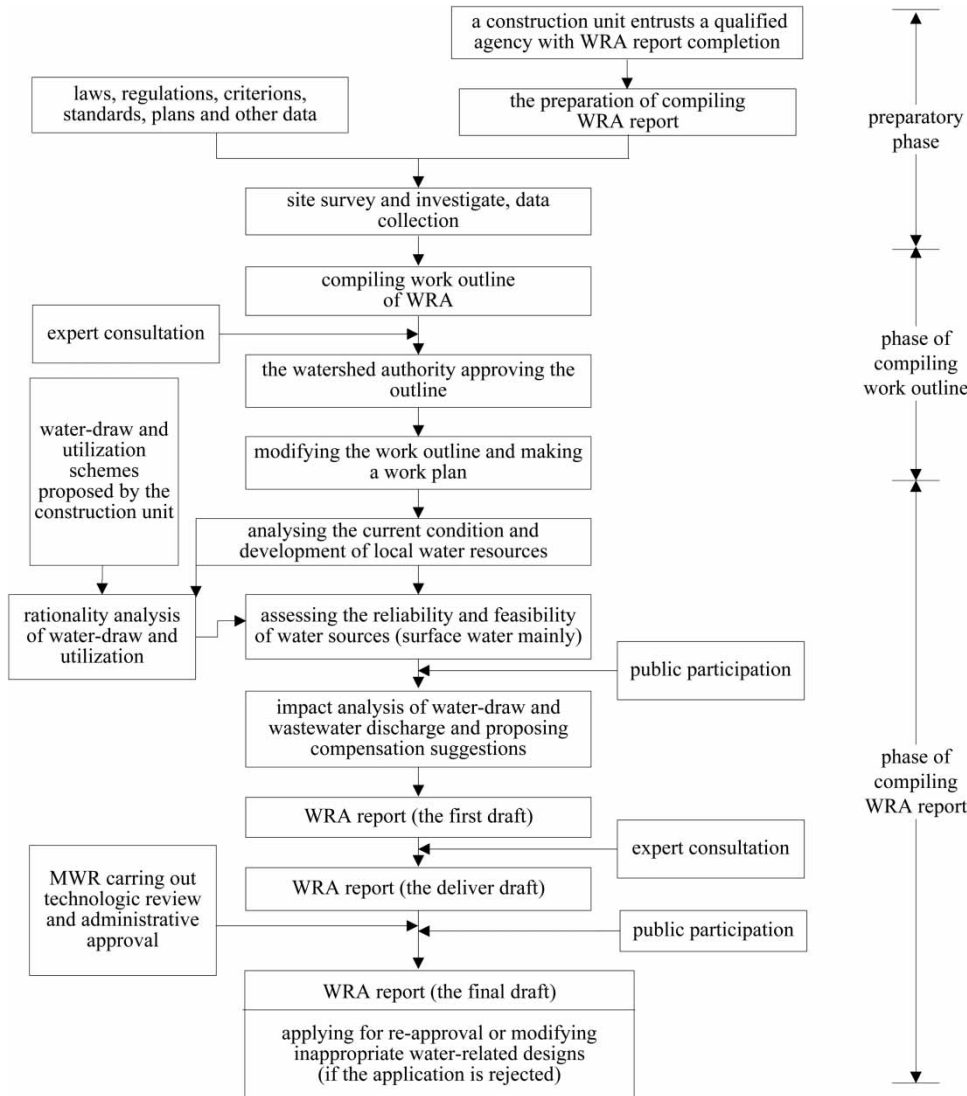 a construction unit entrusts a qualified
agency with WRA report completion
laws, regulations, criterions,
standards, plans and other data
the preparation of compiling
WRA report
preparatory
phase
site survey and investigate, data
collection
compiling work outline
of WRA
expert consultation
the watershed authority approving the
outline
phase of
compiling
work outline
water-draw and
utilization
schemes
proposed by the
construction unit
modifying the work outline and making
a work plan
analysing the current condition and
development of local water resources
rationality analysis
of water-draw and
utilization
assessing the reliability and feasibility
of water sources (surface water mainly)
public participation
impact analysis of water-draw and
wastewater discharge and proposing
compensation suggestions
phase of
compiling
WRA report
WRA report (the first draft)
expert consultation
WRA report (the deliver draft)
MWR carring out
technologic review
and administrative
approval
public participation
WRA report (the final draft)
applying for re-approval or modifying
inappropriate water-related designs
(if the application is rejected)